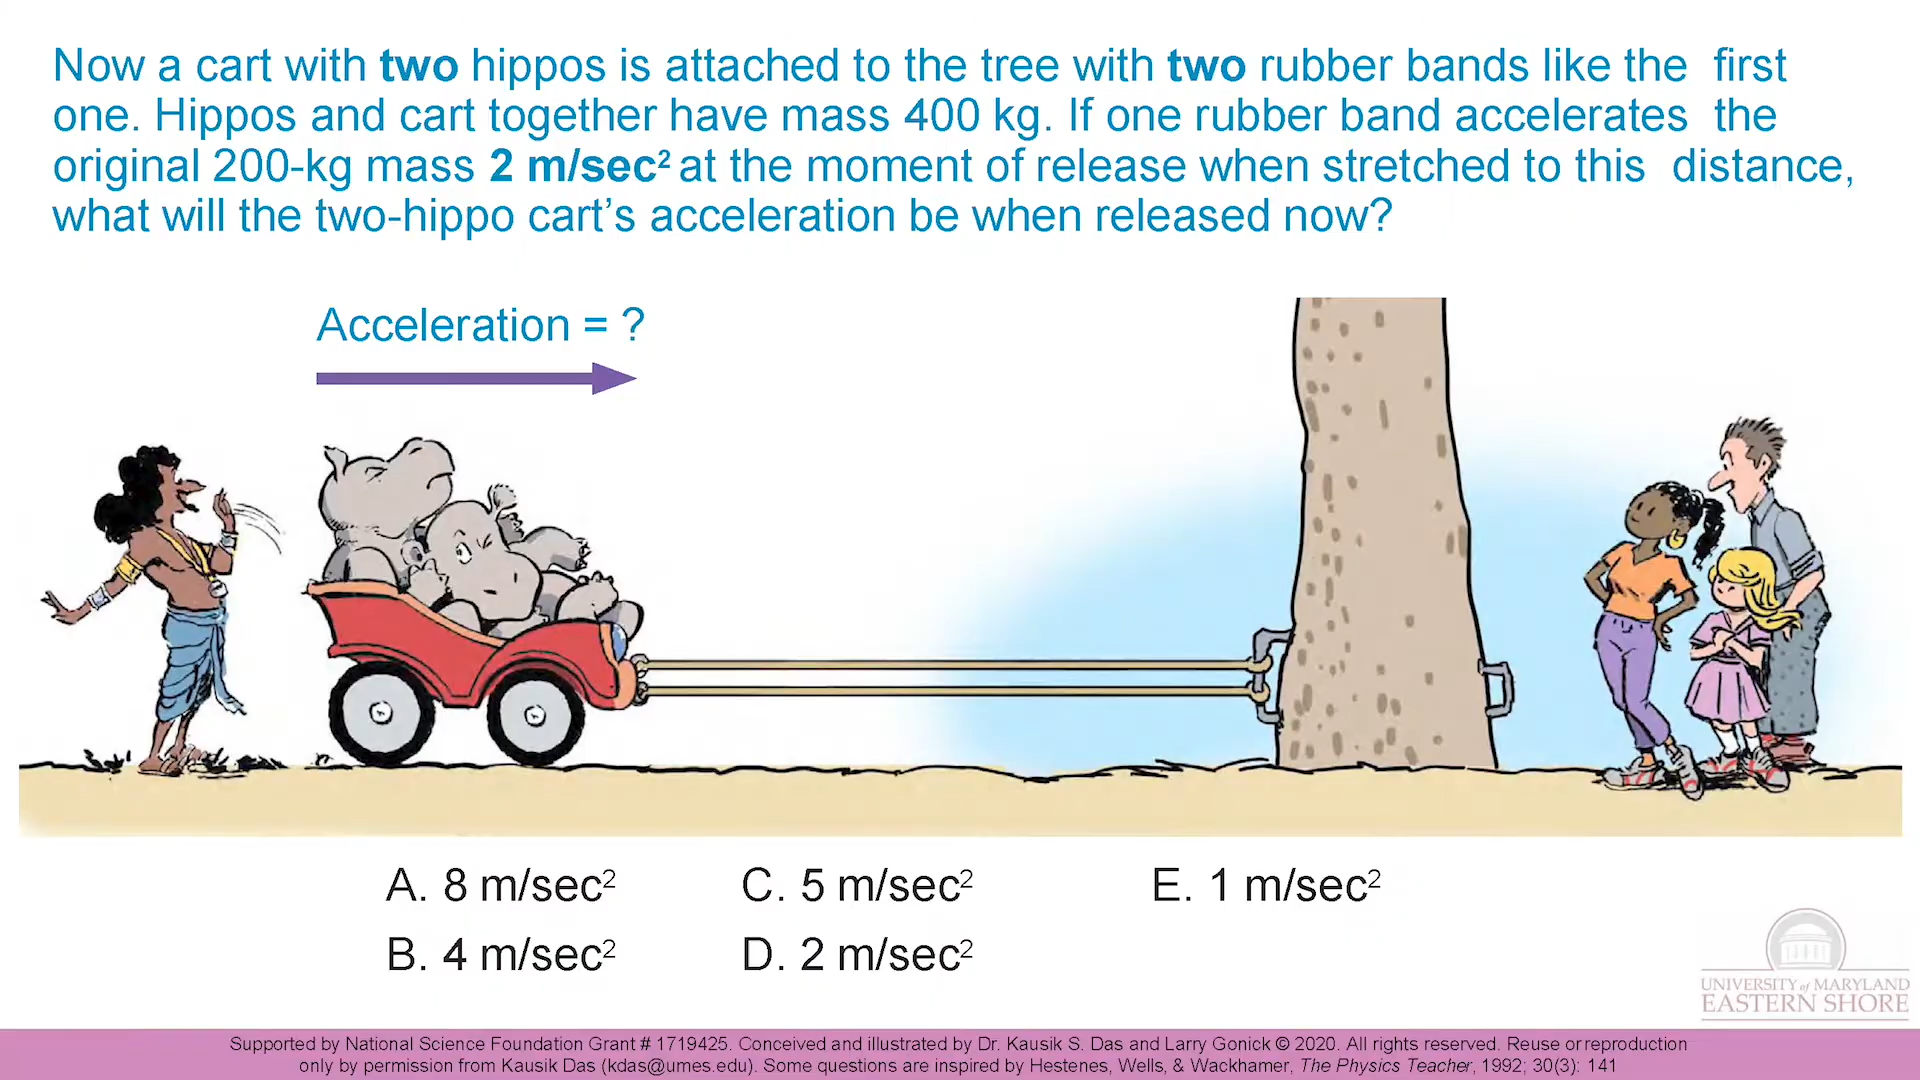 Now a cart with two hippos is attached to the tree with two rubber bands like the first
one. Hippos and cart together have mass 400 kg. If one rubber band accelerates the
original 200-kg mass 2 m/sec² at the moment of release when stretched to this distance,
what will the two-hippo cart’s acceleration be when released now?
Acceleration = ?
A. 8 m/sec²
C. 5 m/sec²
E. 1 m/sec²
B. 4 m/sec²
D. 2 m/sec²
UNIVERSITY of MARYLAND
EASTERN SHORE
Supported by National Science Foundation Grant # 1719425. Conceived and illustrated by Dr. Kausik S. Das and Larry Gonick © 2020. All rights reserved. Reuse or reproduction
only by permission from Kausik Das (kdas@umes.edu). Some questions are inspired by Hestenes, Wells, & Wackhamer, The Physics Teacher, 1992; 30(3): 141